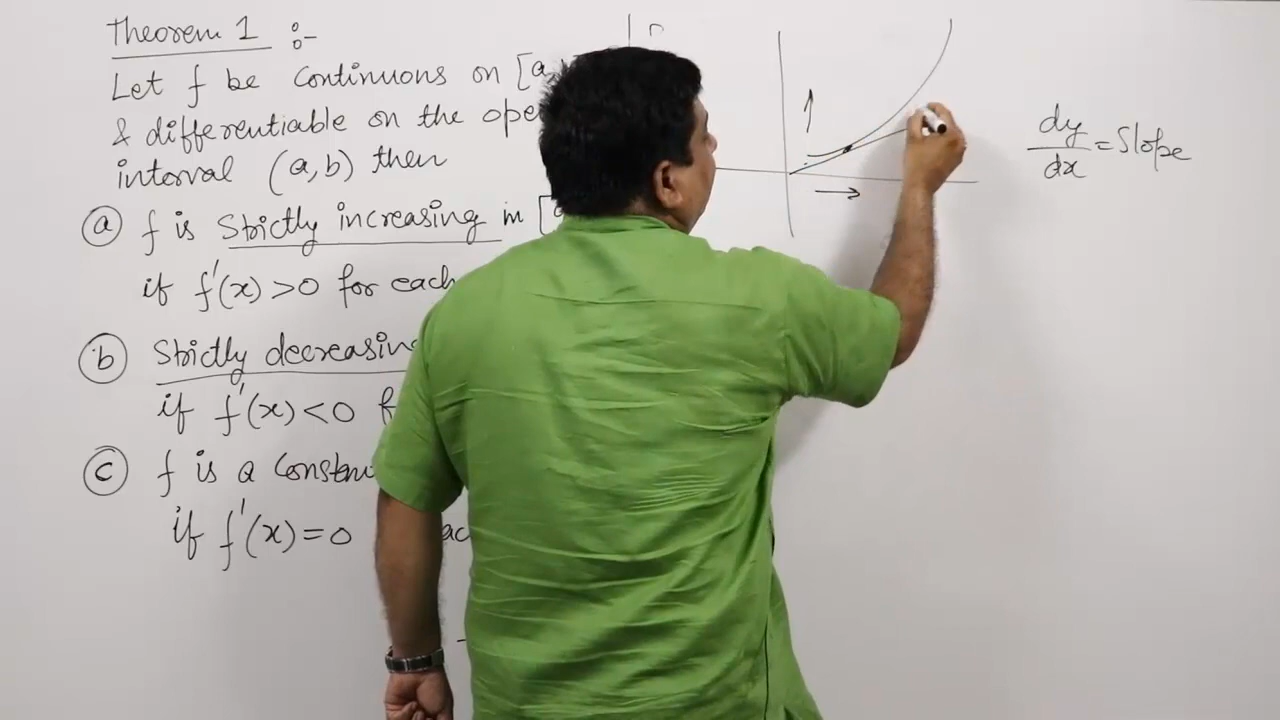 Theorem 1 :-
Let f be Continuous on [a,
& differentiable on the ope
interval (a,b) then
(a) f is Strictly increasing in [
if f'(x) >0 for each
(b) Strictly decreasing
if f'(x) <0 f
(c) f is a Constan
if f'(x) = 0
dy/dx = Slope